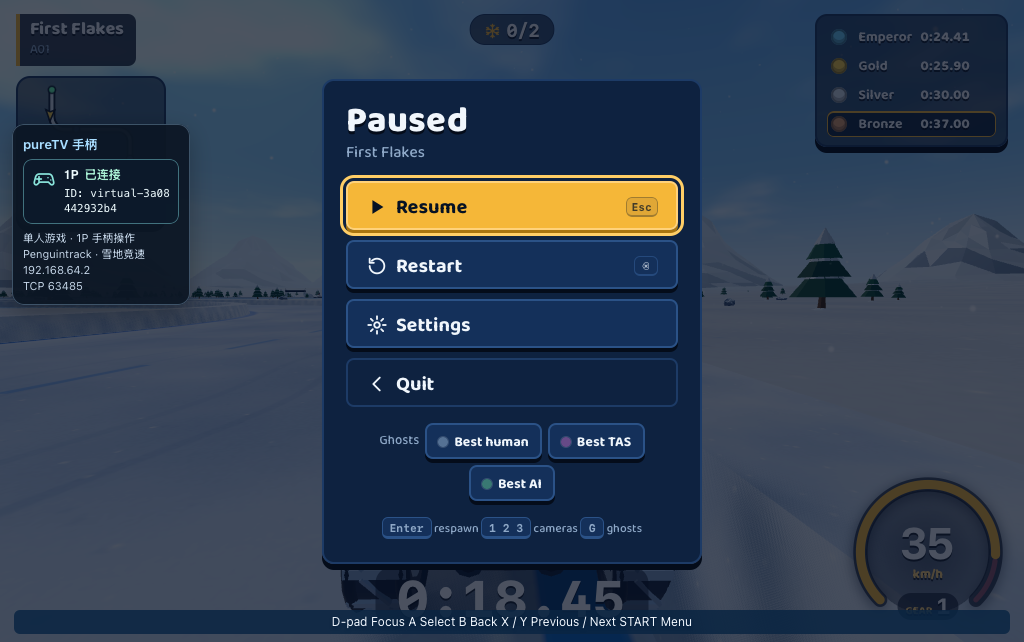 First Flakes
A01
0/2
Emperor 0:24.41
Gold 0:25.90
Silver 0:30.00
Bronze 0:37.00
pureTV 手柄
1P 已连接
ID: virtual-3a08
442932b4
单人游戏 · 1P 手柄操作
Penguintrack · 雪地竞速
192.168.64.2
TCP 63485
Paused
First Flakes
Resume Esc
Restart ⌫
Settings
Quit
Ghosts Best human Best TAS
Best AI
Enter respawn 1 2 3 cameras G ghosts
35
km/h
GEAR 1
0:18.45
D-pad Focus A Select B Back X / Y Previous / Next START Menu